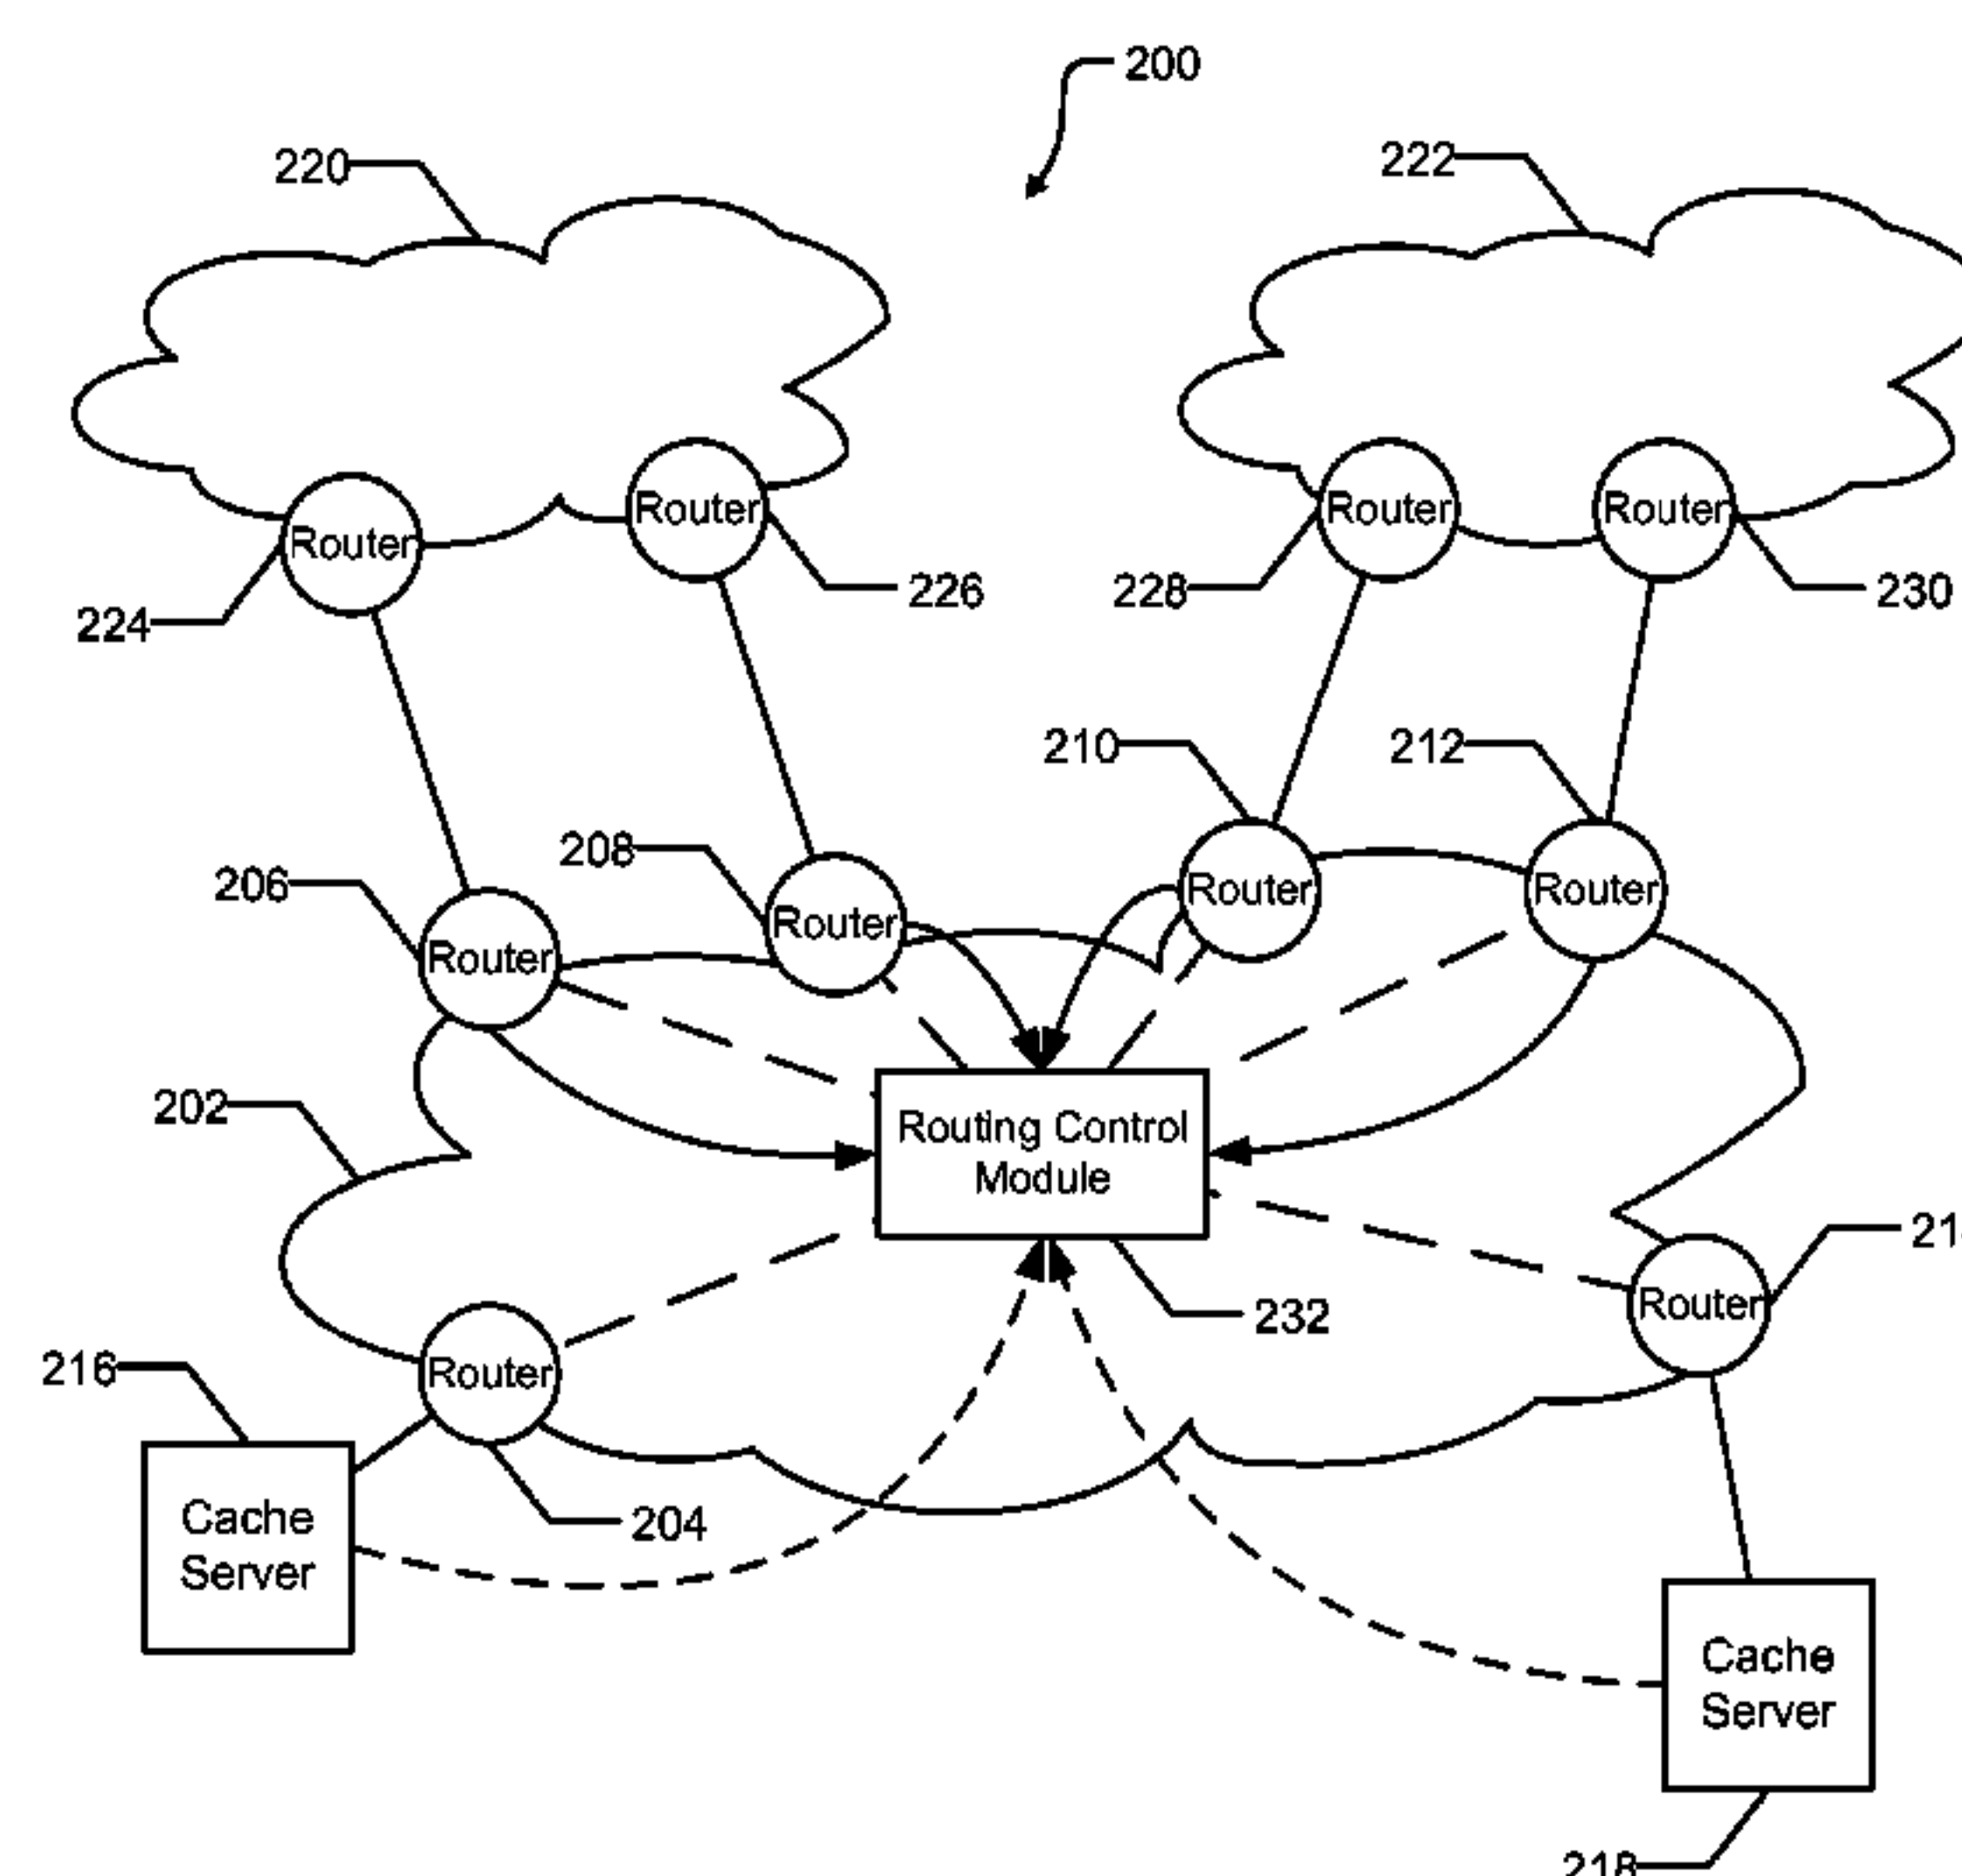 200
220
222
Router
Router
Router
Router
224
226
228
230
210
212
208
206
Router
Router
Router
Router
202
Routing Control
Module
232
Router
216
Router
204
Cache
Server
Cache
Server